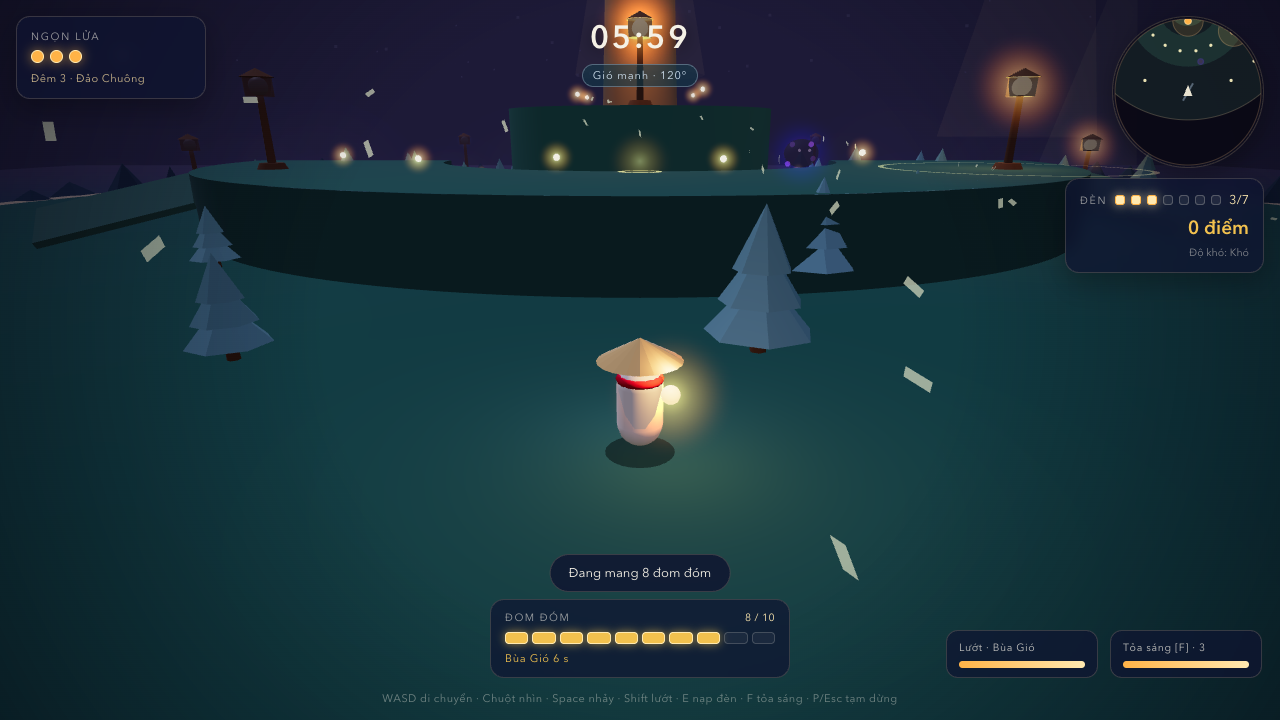 NGỌN LỬA
Đêm 3 · Đảo Chuông
05:59
Gió mạnh · 120°
ĐÈN 3/7
0 điểm
Độ khó: Khó
Đang mang 8 đom đóm
ĐOM ĐÓM 8 / 10
Bùa Gió 6 s
Lướt · Bùa Gió
Tỏa sáng [F] · 3
WASD di chuyển · Chuột nhìn · Space nhảy · Shift lướt · E nạp đèn · F tỏa sáng · P/Esc tạm dừng